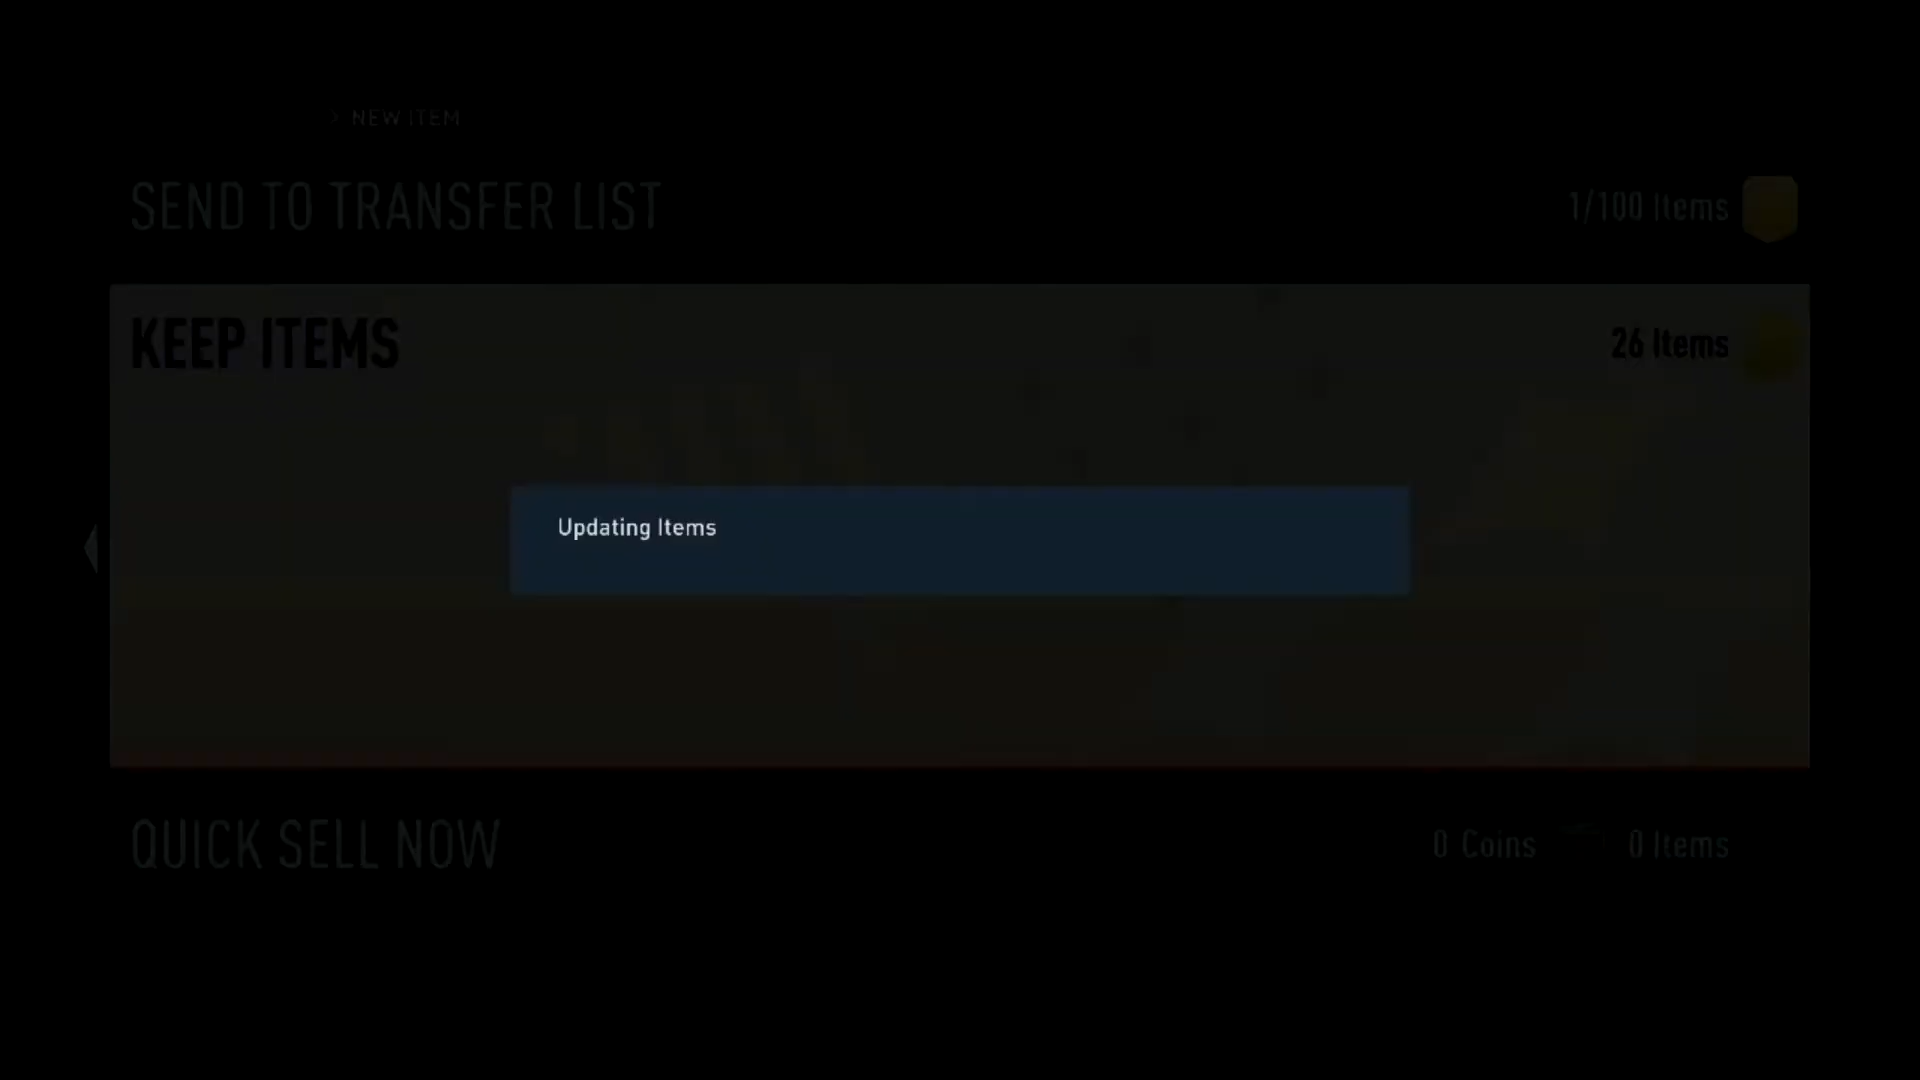 > NEW ITEM
SEND TO TRANSFER LIST
1/100 Items
KEEP ITEMS
26 Items
Updating Items
QUICK SELL NOW
0 Coins
0 Items